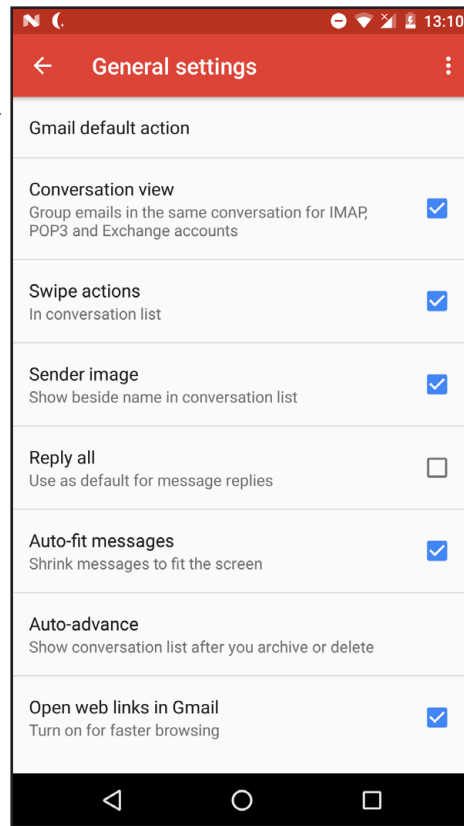 13:10
General settings
Gmail default action
Conversation view
Group emails in the same conversation for IMAP,
POP3 and Exchange accounts
Swipe actions
In conversation list
Sender image
Show beside name in conversation list
Reply all
Use as default for message replies
Auto-fit messages
Shrink messages to fit the screen
Auto-advance
Show conversation list after you archive or delete
Open web links in Gmail
Turn on for faster browsing